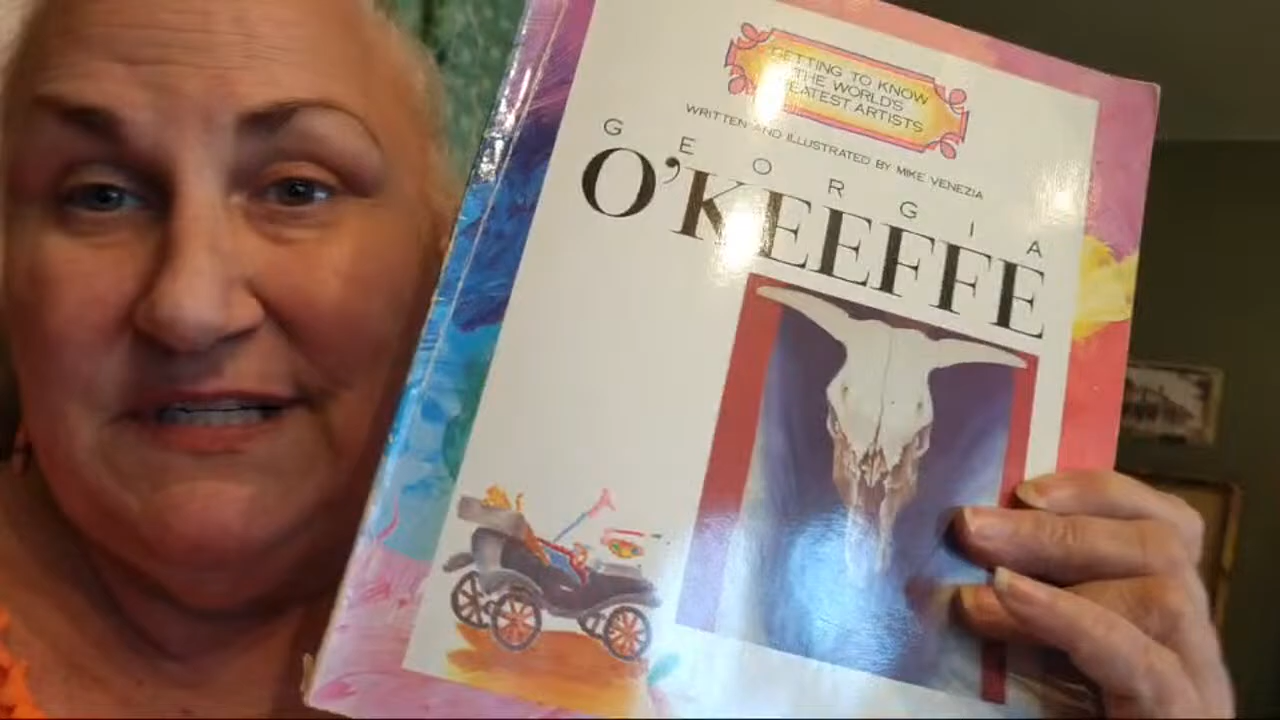 GETTING TO KNOW
THE WORLD'S
GREATEST ARTISTS
WRITTEN AND ILLUSTRATED BY MIKE VENEZIA
GEORGIA
O'KEEFFE